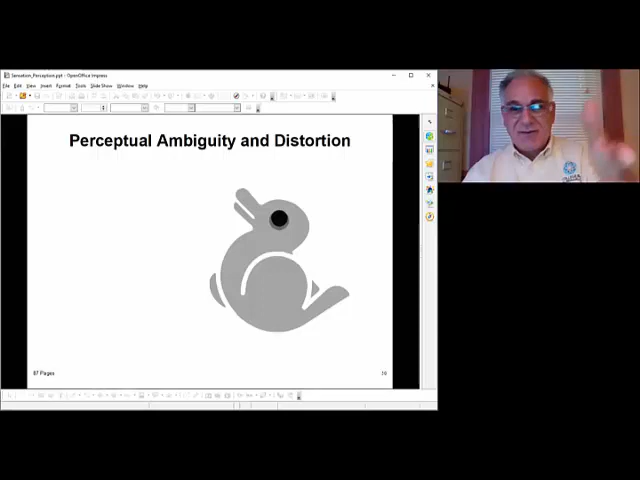 Sensation_Perception.ppt - OpenOffice Impress
File Edit View Insert Format Tools Slide Show Window Help
Perceptual Ambiguity and Distortion
87 Pages
16